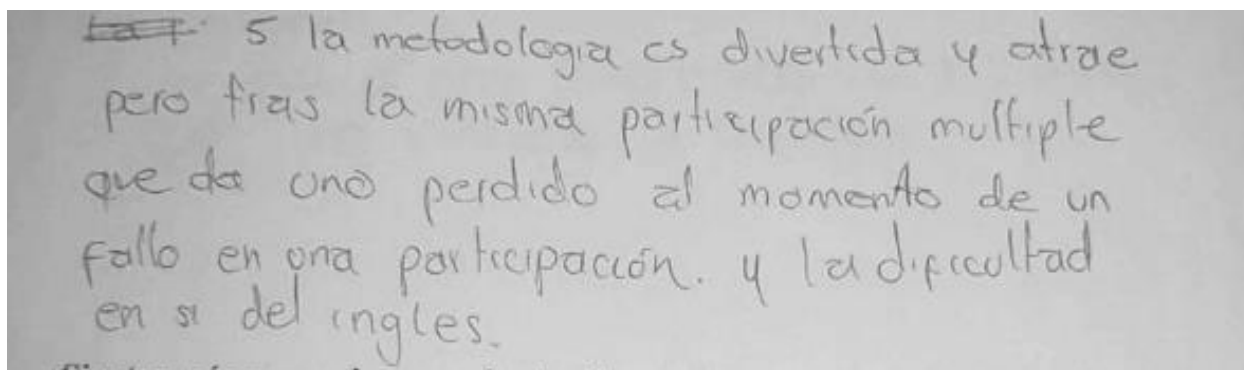 5 la metodologia es divertida y atrae
pero tras la misma participación multiple
que da uno perdido al momento de un
fallo en una participación. y la dificultad
en si del ingles.